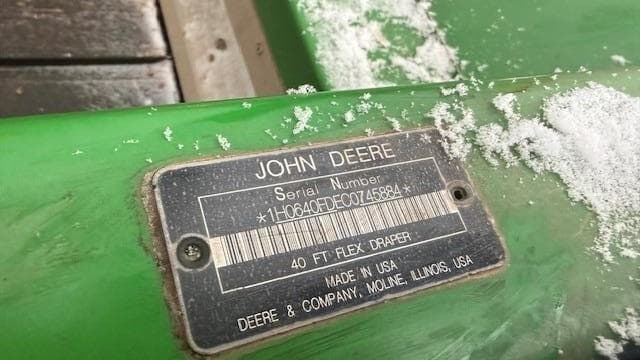 JOHN DEERE
Serial Number
*1H0640FDEC0745884*
40 FT FLEX DRAPER
MADE IN USA
DEERE & COMPANY, MOLINE, ILLINOIS, USA